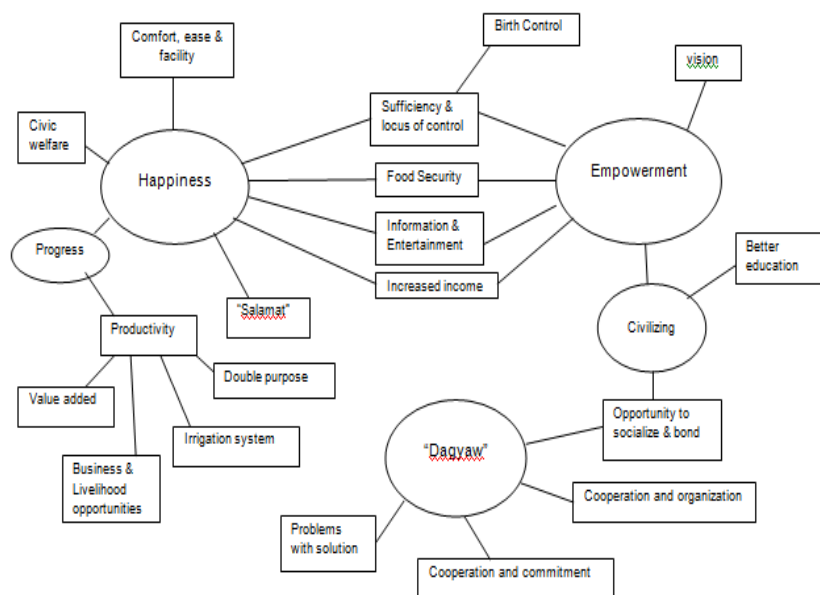 Birth Control
Comfort, ease &
facility
vision
Sufficiency &
locus of control
Civic
welfare
Happiness
Food Security
Empowerment
Information &
Entertainment
Progress
Better
education
Increased income
"Salamat"
Productivity
Civilizing
Double purpose
Value added
Opportunity to
socialize & bond
Irrigation system
"Dagyaw"
Business &
Livelihood
opportunities
Cooperation and organization
Problems
with solution
Cooperation and commitment